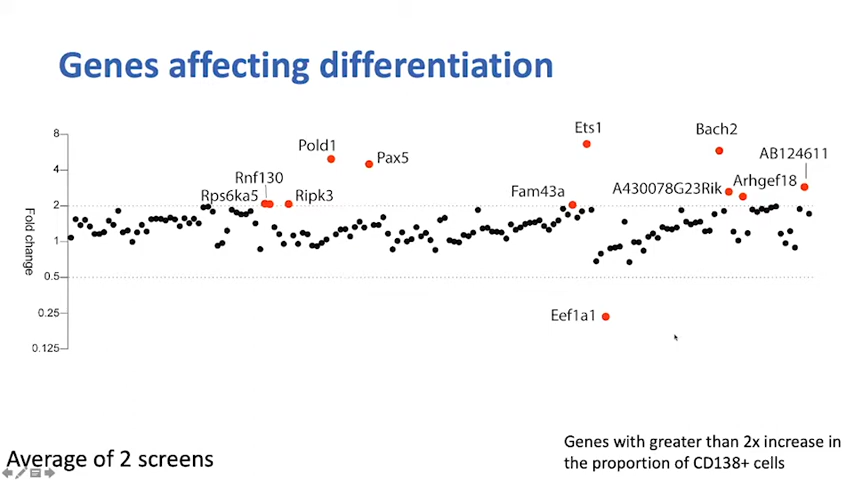 Genes affecting differentiation
Fold change
8
4
2
1
0.5
0.25
0.125
Rps6ka5
Rnf130
Ripk3
Pold1
Pax5
Fam43a
Ets1
Eef1a1
A430078G23Rik
Bach2
Arhgef18
AB124611
Average of 2 screens
Genes with greater than 2x increase in
the proportion of CD138+ cells